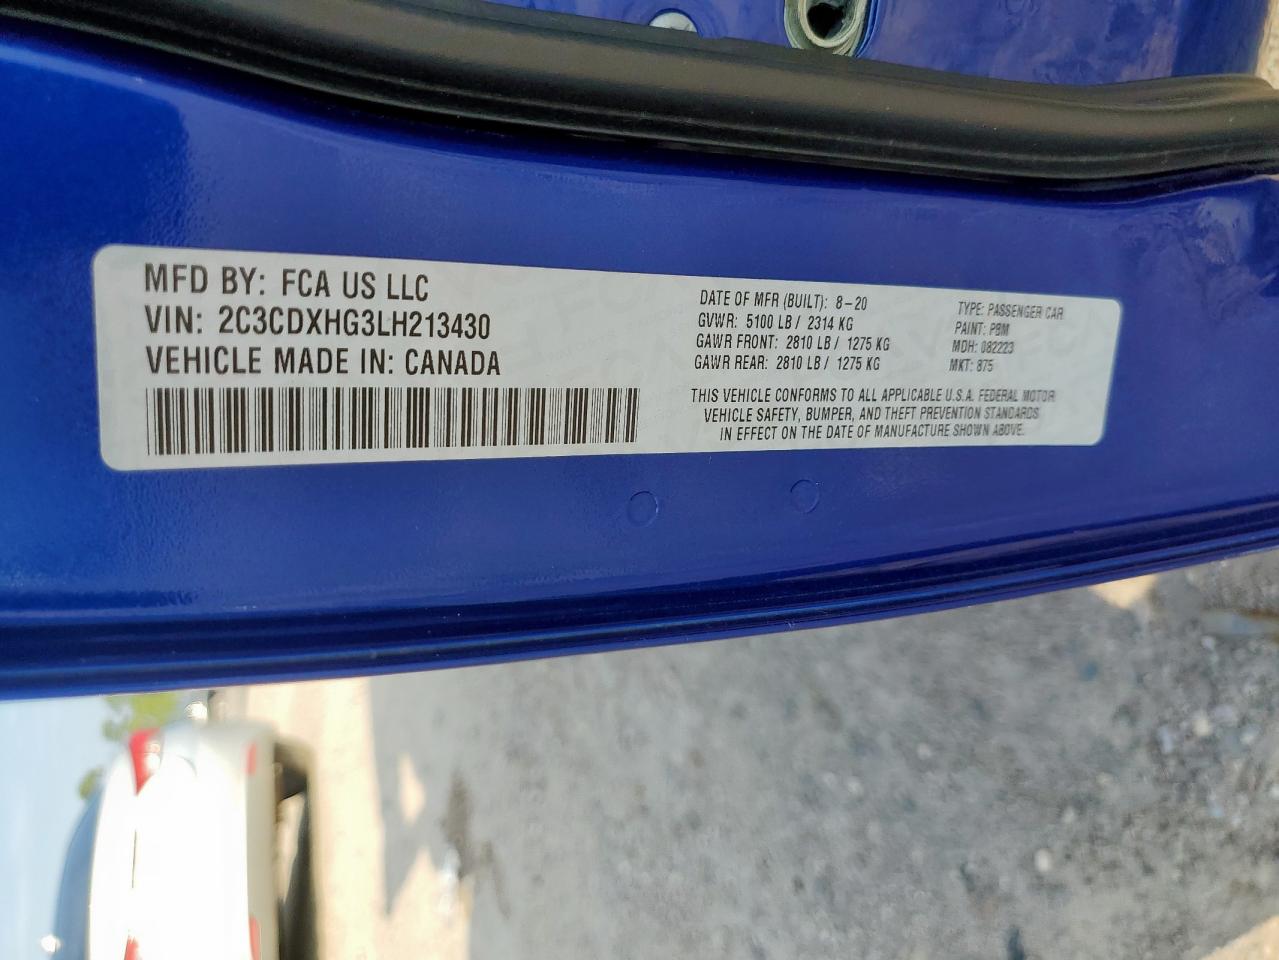 MFD BY: FCA US LLC
VIN: 2C3CDXHG3LH213430
VEHICLE MADE IN: CANADA
DATE OF MFR (BUILT): 8-20
GVWR: 5100 LB / 2314 KG
GAWR FRONT: 2810 LB / 1275 KG
GAWR REAR: 2810 LB / 1275 KG
TYPE: PASSENGER CAR
PAINT: PBM
MDH: 082223
MKT: 875
THIS VEHICLE CONFORMS TO ALL APPLICABLE U.S.A. FEDERAL MOTOR
VEHICLE SAFETY, BUMPER, AND THEFT PREVENTION STANDARDS
IN EFFECT ON THE DATE OF MANUFACTURE SHOWN ABOVE.